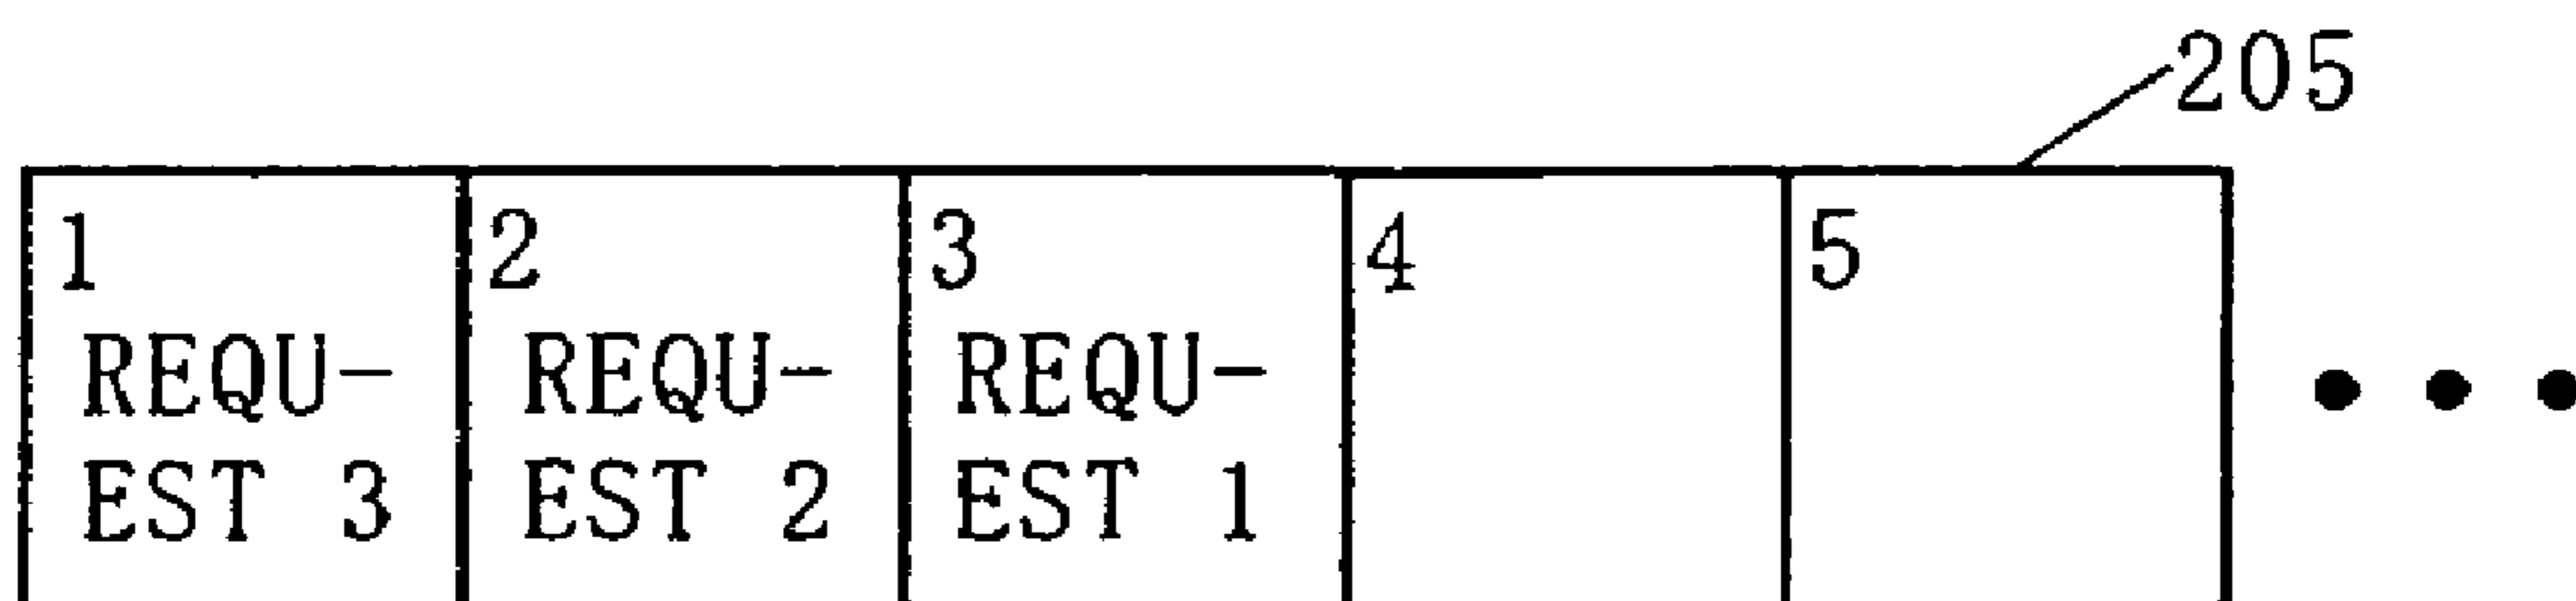 205
1 2 3 4 5
REQU- REQU- REQU-
EST 3 EST 2 EST 1